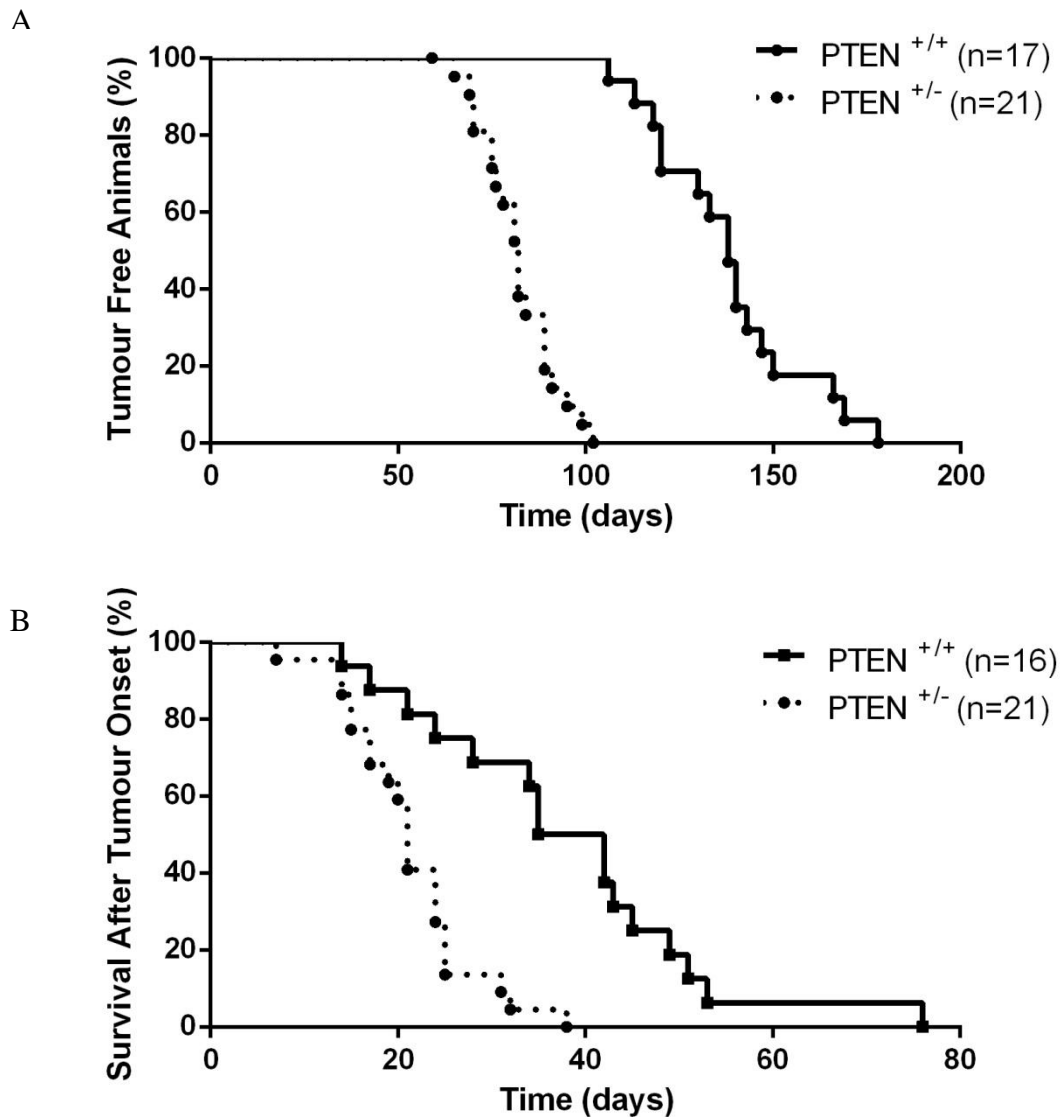 A
Tumour Free Animals (%)
100
80
60
40
20
0
0 50 100 150 200
Time (days)
PTEN +/+ (n=17)
PTEN +/- (n=21)
B
Survival After Tumour Onset (%)
100
80
60
40
20
0
0 20 40 60 80
Time (days)
PTEN +/+ (n=16)
PTEN +/- (n=21)